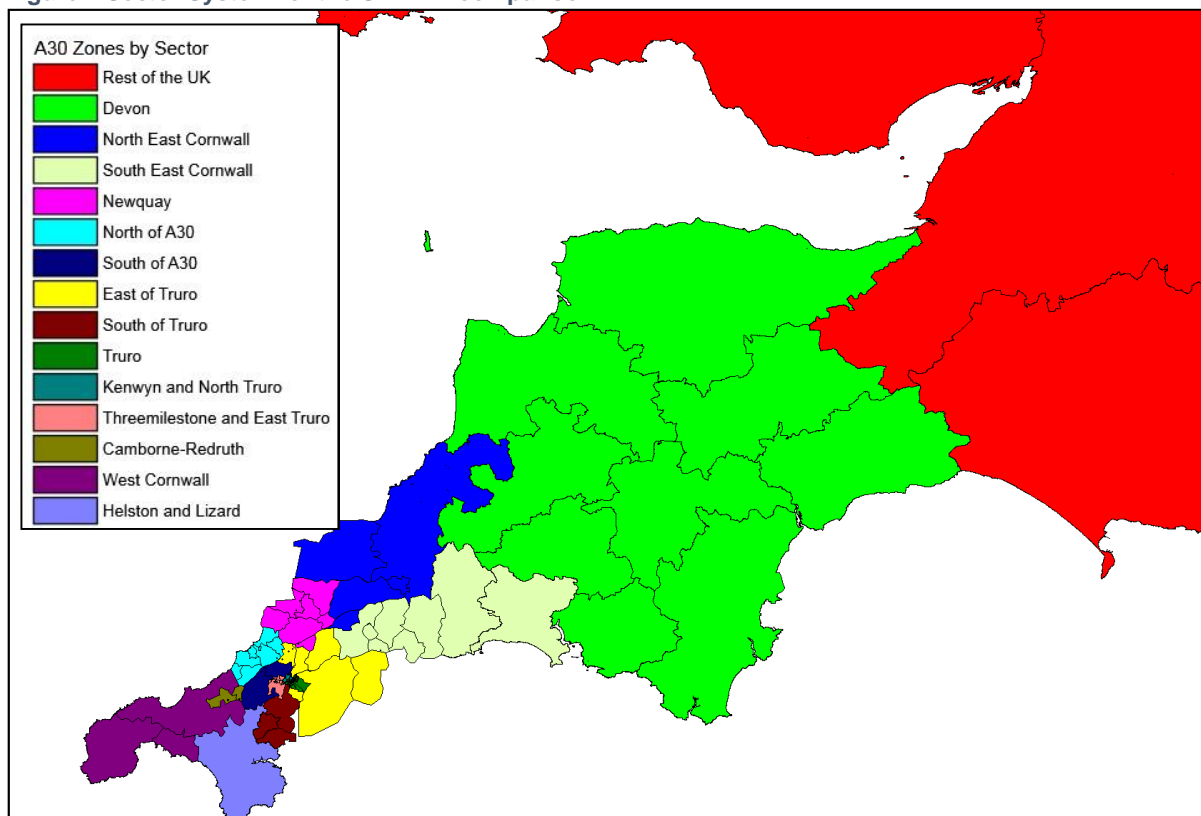 A30 Zones by Sector
Rest of the UK
Devon
North East Cornwall
South East Cornwall
Newquay
North of A30
South of A30
East of Truro
South of Truro
Truro
Kenwyn and North Truro
Threemilestone and East Truro
Camborne-Redruth
West Cornwall
Helston and Lizard